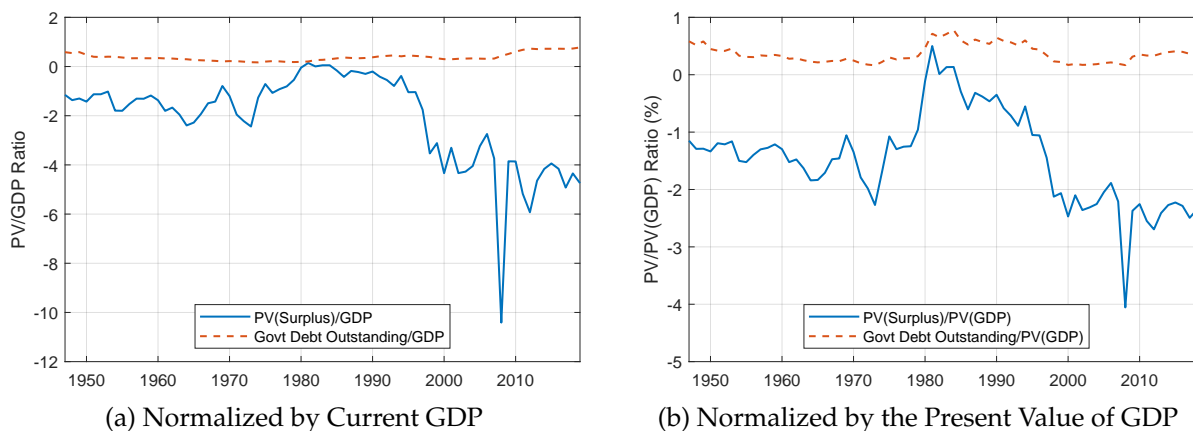 PV/GDP Ratio
2
0
-2
-4
-6
-8
-10
-12
1950 1960 1970 1980 1990 2000 2010
PV(Surplus)/GDP
Govt Debt Outstanding/GDP
(a) Normalized by Current GDP
PV/PV(GDP) Ratio (%)
1
0
-1
-2
-3
-4
-5
1950 1960 1970 1980 1990 2000 2010
PV(Surplus)/PV(GDP)
Govt Debt Outstanding/PV(GDP)
(b) Normalized by the Present Value of GDP